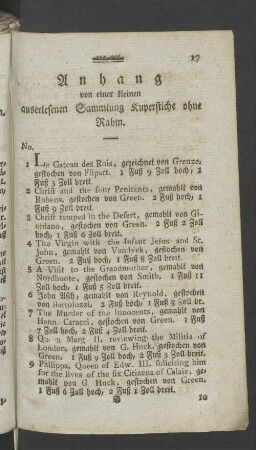 17
Anhang
von einer kleinen
auserlesenen Sammlung Kupferstiche ohne
Rahm.
No.
1 Le Gateau des Rois, gezeichnet von Greuze,
gestochen von Flipart. 1 Fuß 9 Zoll hoch, 2
Fuß 3 Zoll breit.
2 Christ and the four Penitents, gemahlt von
Rubens, gestochen von Green. 2 Fuß hoch, 1
Fuß 9 Zoll breit.
3 Christ temped in the Desert, gemahlt von Gi-
ordano, gestochen von Green. 2 Fuß 2 Zoll
hoch, 1 Fuß 6 Zoll breit.
4 The Virgin with the Infant Jesus and St.
John, gemahlt von Vandyck, gestochen von
Green. 1 Fuß 8 Zoll hoch, 1 Fuß 5 Zoll breit.
5 A Visit to the Grandmother, gemahlt von
Nordhoote, gestochen von Smith. 1 Fuß 11
Zoll hoch, 1 Fuß 5 Zoll breit.
6 John Asch, gemahlt von Reynold, gestochen
von Bartolozzi. 2 Fuß hoch, 1 Fuß 8 Zoll br.
7 The Murder of the Innocents, gemahlt von
Hann. Caracci, gestochen von Green. 1 Fuß
7 Zoll hoch, 2 Fuß 4 Zoll breit.
8 Marg II. reviewing the Militia of
London, gemahlt von G. Huck, gestochen von
Green. 1 Fuß 9 Zoll hoch, 2 Fuß 3 Zoll breit.
9 Philippa, Queen of Edw. III. soliciting him
for the lives of the six Citizens of Calais, ge-
mahlt von G. Huck, gestochen von Green.
1 Fuß 6 Zoll hoch, 2 Fuß 1 Zoll breit.
10